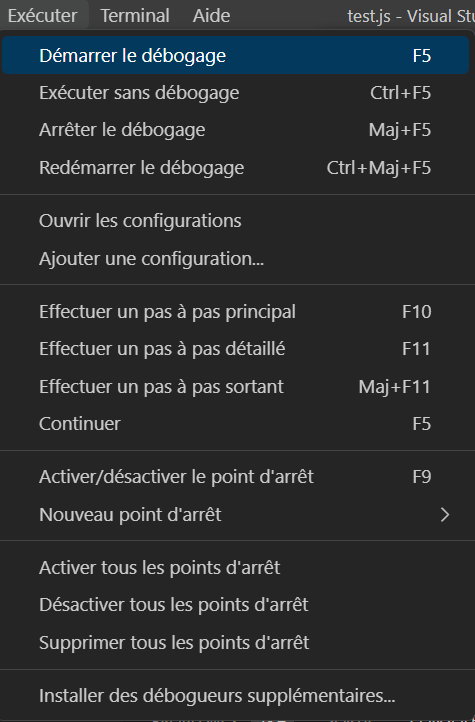 Exécuter Terminal Aide test.js - Visual Stu
Démarrer le débogage F5
Exécuter sans débogage Ctrl+F5
Arrêter le débogage Maj+F5
Redémarrer le débogage Ctrl+Maj+F5
Ouvrir les configurations
Ajouter une configuration...
Effectuer un pas à pas principal F10
Effectuer un pas à pas détaillé F11
Effectuer un pas à pas sortant Maj+F11
Continuer F5
Activer/désactiver le point d'arrêt F9
Nouveau point d'arrêt
Activer tous les points d'arrêt
Désactiver tous les points d'arrêt
Supprimer tous les points d'arrêt
Installer des débogueurs supplémentaires...